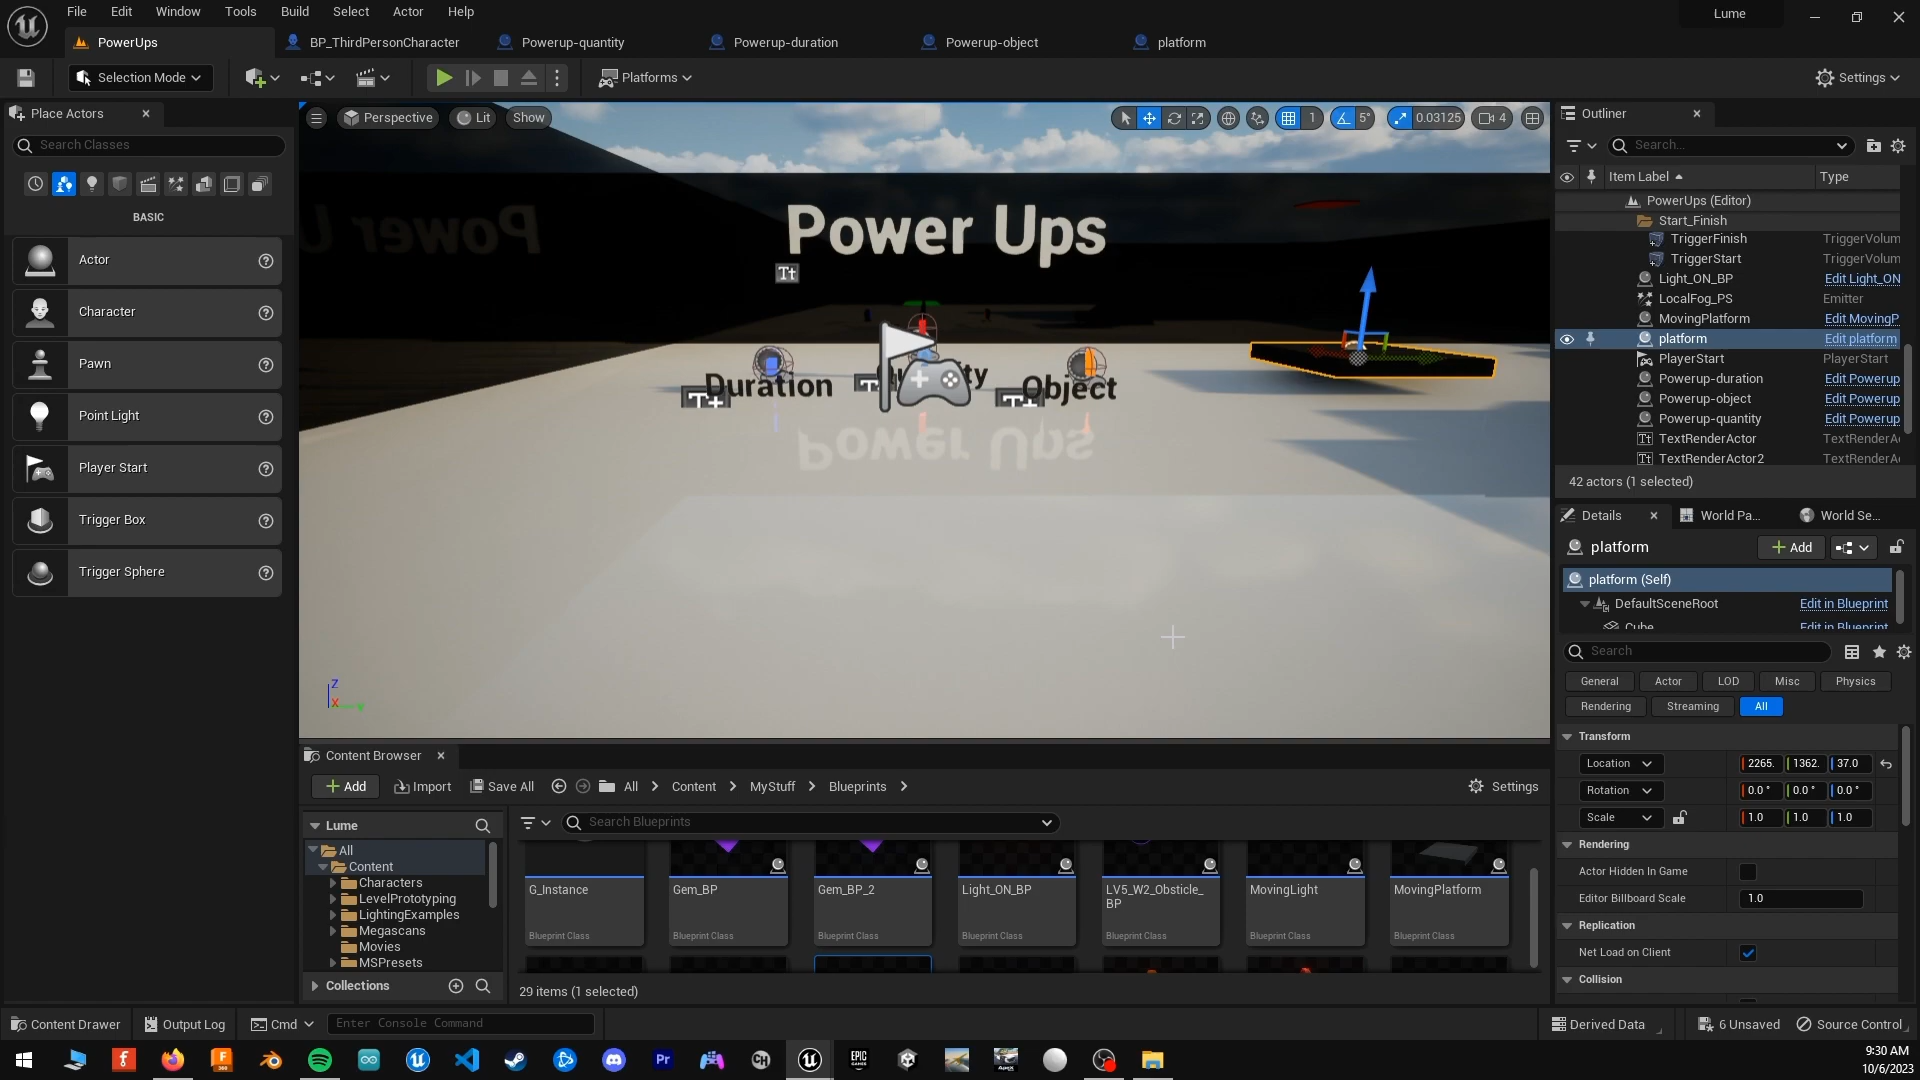 File Edit Window Tools Build Select Actor Help
Lume
PowerUps
BP_ThirdPersonCharacter
Powerup-quantity
Powerup-duration
Powerup-object
platform
Selection Mode
Platforms
Settings
Place Actors
Search Classes
BASIC
Actor
Character
Pawn
Point Light
Player Start
Trigger Box
Trigger Sphere
Perspective
Lit
Show
1
5°
0.03125
4
Power Ups
Tt
Duration
Object
Z
X
Outliner
Search...
Item Label
Type
PowerUps (Editor)
Start_Finish
TriggerFinish TriggerVolum
TriggerStart TriggerVolum
Light_ON_BP Edit Light_ON
LocalFog_PS Emitter
MovingPlatform Edit MovingP
platform Edit platform
PlayerStart PlayerStart
Powerup-duration Edit Powerup
Powerup-object Edit Powerup
Powerup-quantity Edit Powerup
TextRenderActor TextRenderA
TextRenderActor2 TextRenderA
42 actors (1 selected)
Details
World Pa...
World Se...
platform
Add
platform (Self)
DefaultSceneRoot Edit in Blueprint
Cube Edit in Blueprint
Search
General Actor LOD Misc Physics
Rendering Streaming All
Transform
Location 2265. 1362. 37.0
Rotation 0.0 ° 0.0 ° 0.0 °
Scale 1.0 1.0 1.0
Rendering
Actor Hidden In Game
Editor Billboard Scale 1.0
Replication
Net Load on Client
Collision
Content Browser
Add Import Save All All Content MyStuff Blueprints Settings
Lume
Search Blueprints
All
Content
Characters
LevelPrototyping
LightingExamples
Megascans
Movies
MSPresets
Collections
G_Instance
Blueprint Class
Gem_BP
Blueprint Class
Gem_BP_2
Blueprint Class
Light_ON_BP
Blueprint Class
LV5_W2_Obsticle_
BP
Blueprint Class
MovingLight
Blueprint Class
MovingPlatform
Blueprint Class
29 items (1 selected)
Content Drawer Output Log Cmd Enter Console Command Derived Data 6 Unsaved Source Control
9:30 AM
10/6/2023